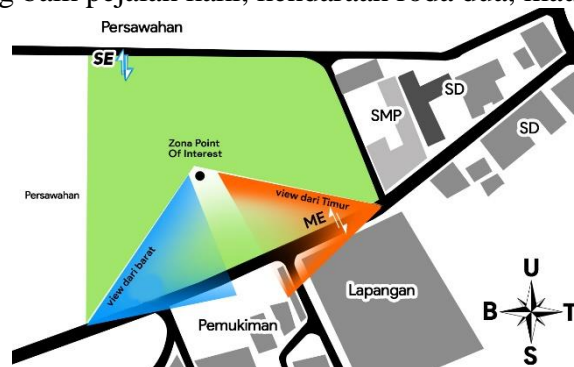 Persawahan
SE
SMP
SD
SD
Zona Point
Of Interest
Persawahan
view dari Timur
ME
view dari barat
Lapangan
Pemukiman
U
B
T
S